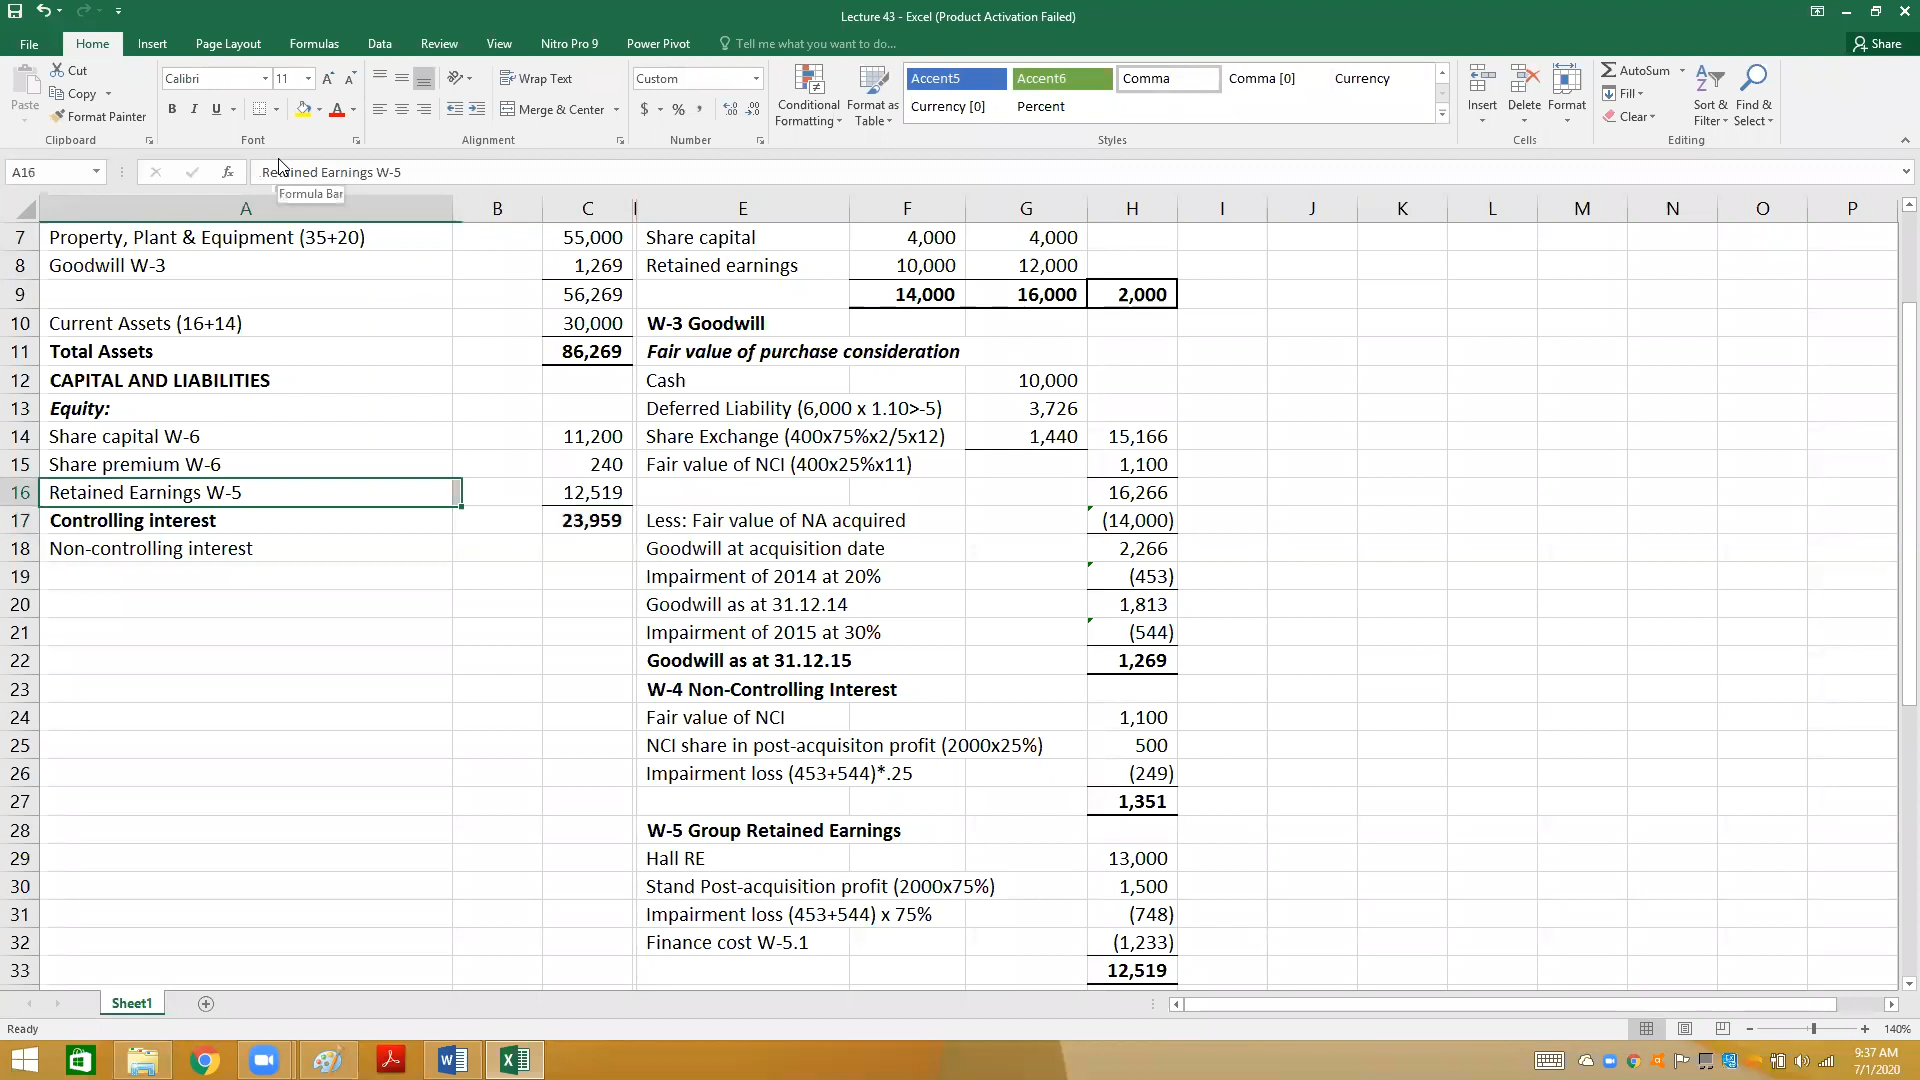 Lecture 43 - Excel (Product Activation Failed)
File Home Insert Page Layout Formulas Data Review View Nitro Pro 9 Power Pivot Tell me what you want to do... Share
Paste Cut Copy Format Painter Clipboard
Calibri 11 A A B I U A Font
Wrap Text Merge & Center Alignment
Custom $ % , Number
Conditional Formatting Format as Table
Accent5 Accent6 Comma Comma [0] Currency
Currency [0] Percent
Styles
Insert Delete Format Cells
AutoSum Fill Clear Sort & Filter Find & Select Editing
A16 fx .Retained Earnings W-5
Formula Bar
A B C E F G H I J K L M N O P
7 Property, Plant & Equipment (35+20) 55,000 Share capital 4,000 4,000
8 Goodwill W-3 1,269 Retained earnings 10,000 12,000
9 56,269 14,000 16,000 2,000
10 Current Assets (16+14) 30,000 W-3 Goodwill
11 Total Assets 86,269 Fair value of purchase consideration
12 CAPITAL AND LIABILITIES Cash 10,000
13 Equity: Deferred Liability (6,000 x 1.10>-5) 3,726
14 Share capital W-6 11,200 Share Exchange (400x75%x2/5x12) 1,440 15,166
15 Share premium W-6 240 Fair value of NCI (400x25%x11) 1,100
16 Retained Earnings W-5 12,519 16,266
17 Controlling interest 23,959 Less: Fair value of NA acquired (14,000)
18 Non-controlling interest Goodwill at acquisition date 2,266
19 Impairment of 2014 at 20% (453)
20 Goodwill as at 31.12.14 1,813
21 Impairment of 2015 at 30% (544)
22 Goodwill as at 31.12.15 1,269
23 W-4 Non-Controlling Interest
24 Fair value of NCI 1,100
25 NCI share in post-acquisiton profit (2000x25%) 500
26 Impairment loss (453+544)*.25 (249)
27 1,351
28 W-5 Group Retained Earnings
29 Hall RE 13,000
30 Stand Post-acquisition profit (2000x75%) 1,500
31 Impairment loss (453+544) x 75% (748)
32 Finance cost W-5.1 (1,233)
33 12,519
Sheet1
Ready 140%
9:37 AM
7/1/2020